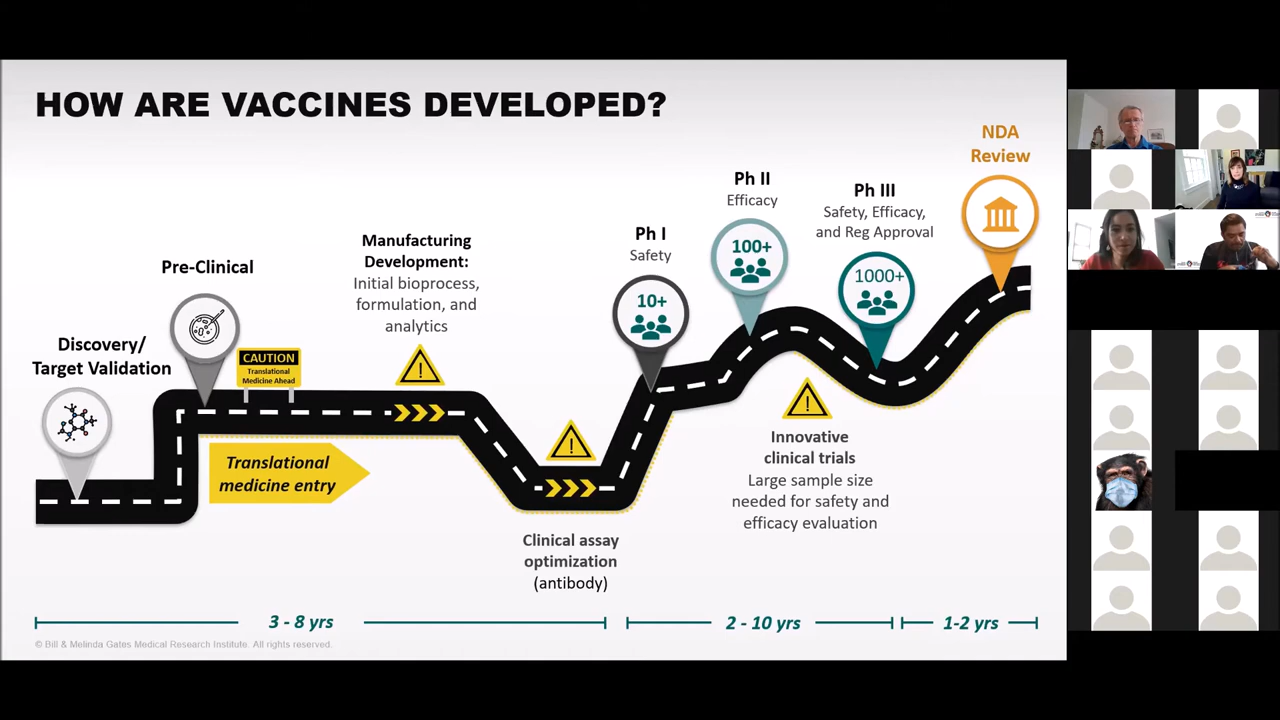 HOW ARE VACCINES DEVELOPED?
Discovery/
Target Validation
Pre-Clinical
CAUTION
Translational
Medicine Ahead
Translational
medicine entry
Manufacturing
Development:
Initial bioprocess,
formulation, and
analytics
Clinical assay
optimization
(antibody)
Ph I
Safety
10+
Ph II
Efficacy
100+
Ph III
Safety, Efficacy,
and Reg Approval
1000+
Innovative
clinical trials
Large sample size
needed for safety and
efficacy evaluation
NDA
Review
3 - 8 yrs
2 - 10 yrs
1-2 yrs
© Bill & Melinda Gates Medical Research Institute. All rights reserved.